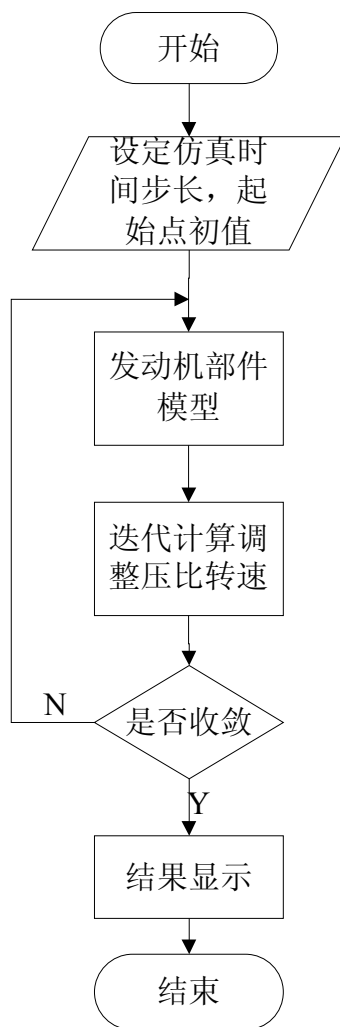 开始
设定仿真时
间步长，起
始点初值
发动机部件
模型
迭代计算调
整压比转速
是否收敛
N
Y
结果显示
结束